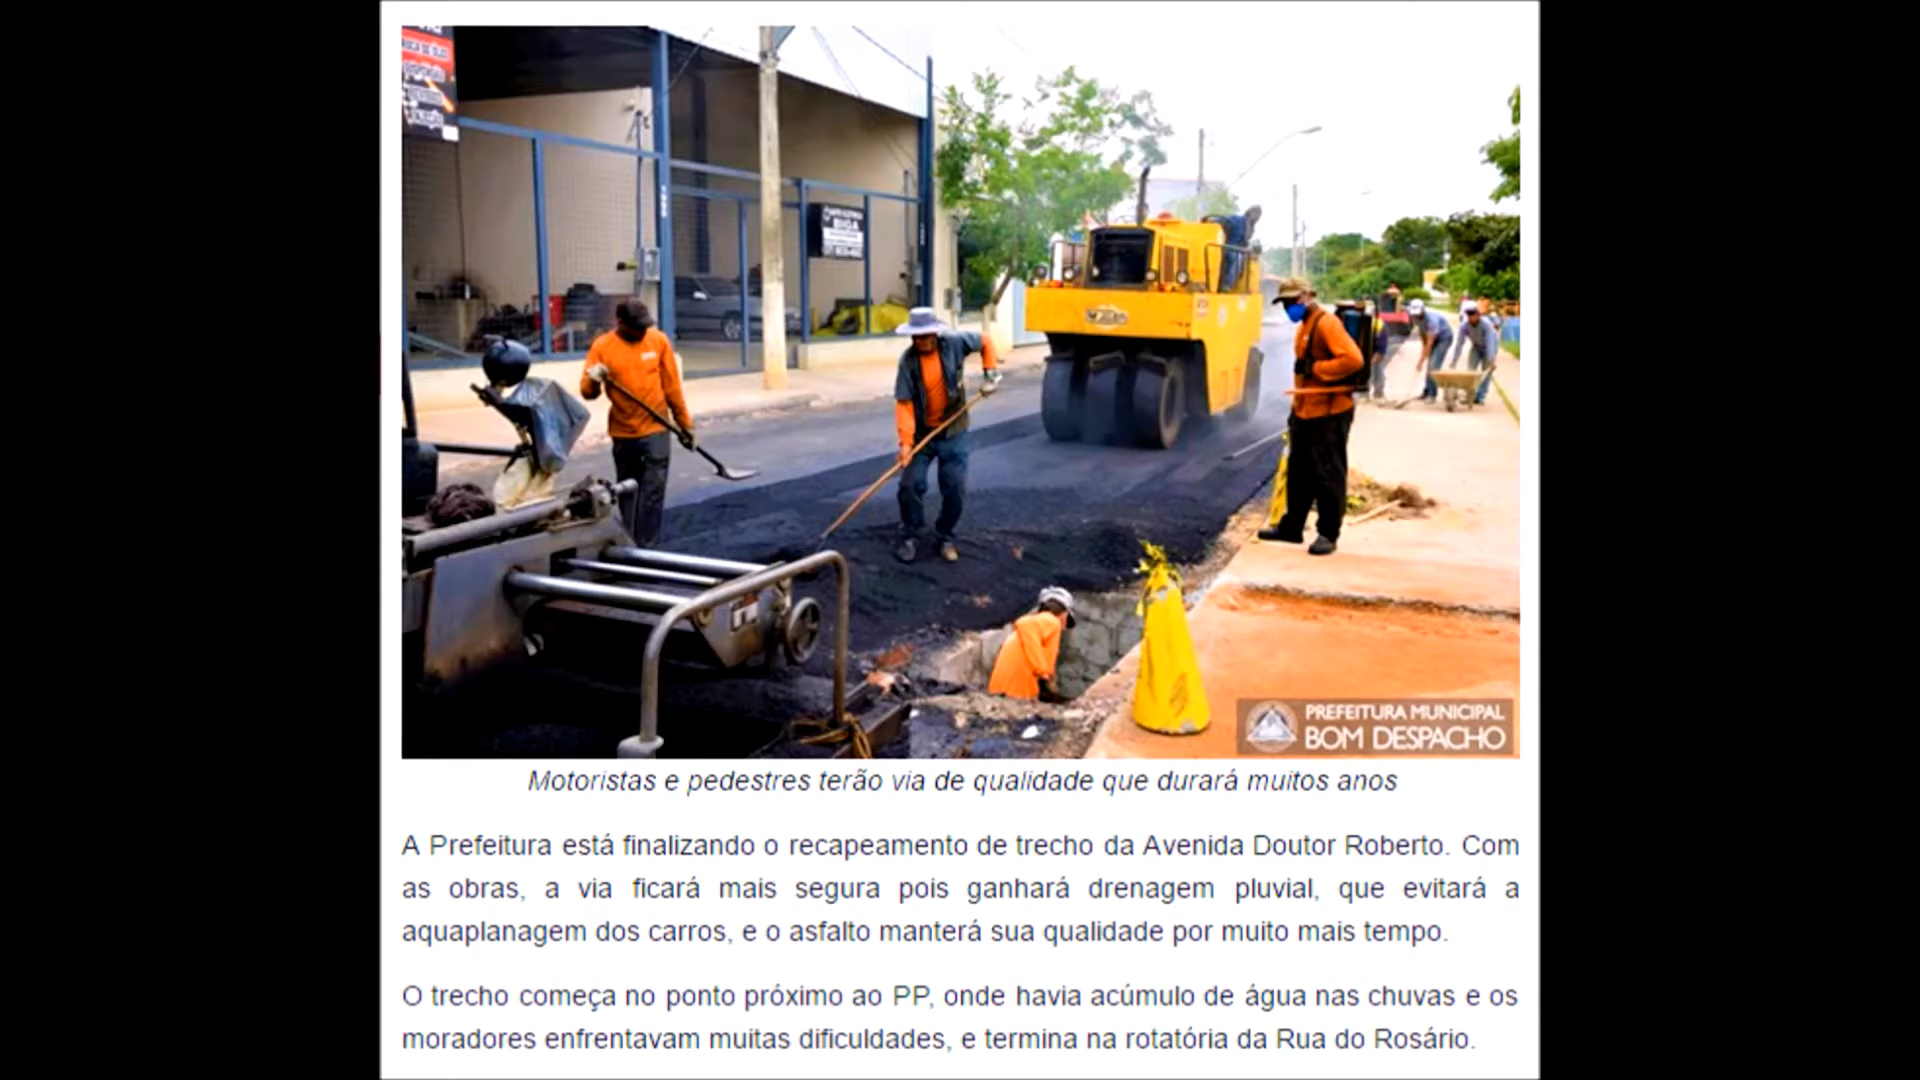 BIGA
PREFEITURA MUNICIPAL
BOM DESPACHO
Motoristas e pedestres terão via de qualidade que durará muitos anos
A Prefeitura está finalizando o recapeamento de trecho da Avenida Doutor Roberto. Com
as obras, a via ficará mais segura pois ganhará drenagem pluvial, que evitará a
aquaplanagem dos carros, e o asfalto manterá sua qualidade por muito mais tempo.
O trecho começa no ponto próximo ao PP, onde havia acúmulo de água nas chuvas e os
moradores enfrentavam muitas dificuldades, e termina na rotatória da Rua do Rosário.